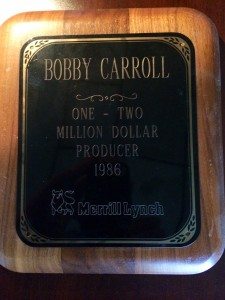 BOBBY CARROLL
ONE - TWO
MILLION DOLLAR
PRODUCER
1986
Merrill Lynch